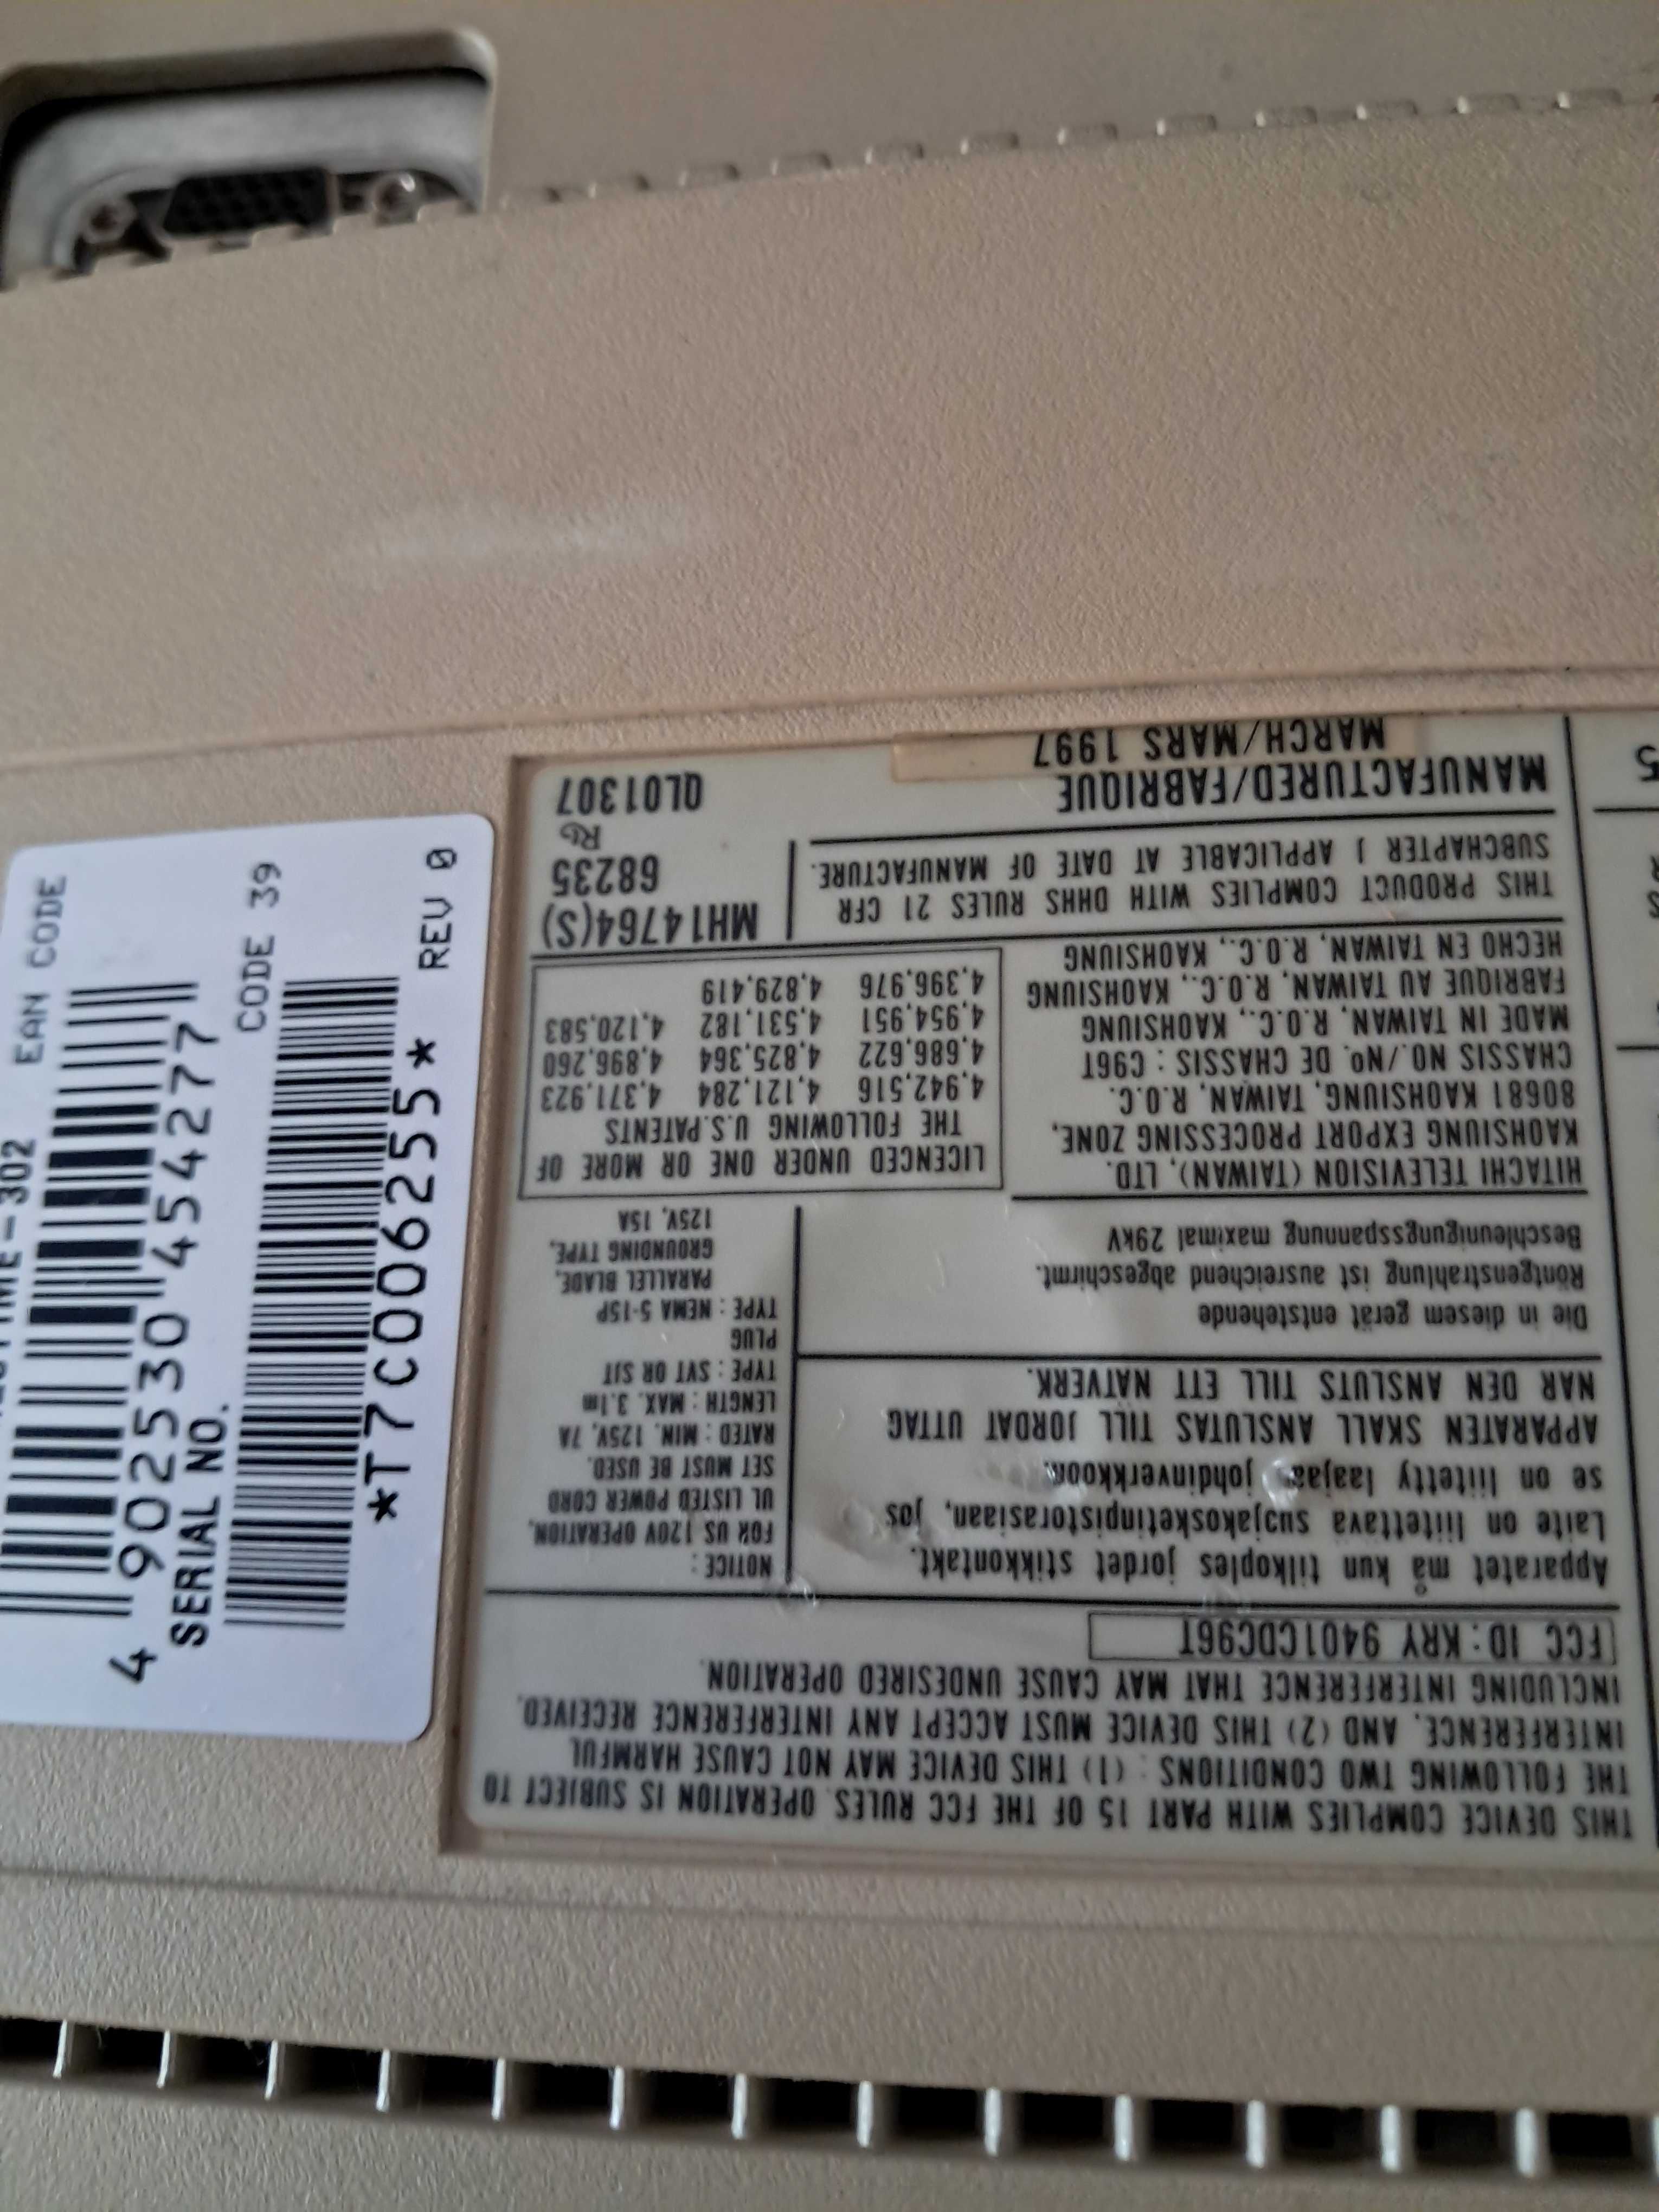 THIS DEVICE COMPLIES WITH PART 15 OF THE FCC RULES. OPERATION IS SUBJECT TO
THE FOLLOWING TWO CONDITIONS : (1) THIS DEVICE MAY NOT CAUSE HARMFUL
INTERFERENCE. AND (2) THIS DEVICE MUST ACCEPT ANY INTERFERENCE RECEIVED.
INCLUDING INTERFERENCE THAT MAY CAUSE UNDESIRED OPERATION.
FCC ID : KRY 9401CDC96T
Apparatet må kun tilkoples jordet stikkontakt.
Laite on liitettava suojakosketinpistorasiaan, jos
se on liitetty laajaan johdinverkkoon.
APPARATEN SKALL ANSLUTAS TILL JORDAT UTTAG
NAR DEN ANSLUTS TILL ETT NATVERK.
Die in diesem gerät entstehende
Röntgenstrahlung ist ausreichend abgeschirmt.
Beschleunigungsspannung maximal 29kV
NOTICE :
FOR US 120V OPERATION,
UL LISTED POWER CORD
SET MUST BE USED.
RATED : MIN. 125V, 7A
LENGTH : MAX. 3.1m
TYPE : SVT OR SJT
PLUG
TYPE : NEMA 5-15P
PARALLEL BLADE,
GROUNDING TYPE,
125V, 15A
HITACHI TELEVISION (TAIWAN), LTD.
KAOHSIUNG EXPORT PROCESSING ZONE,
80681 KAOHSIUNG, TAIWAN, R.O.C.
CHASSIS NO./Nº. DE CHASSIS : C96T
MADE IN TAIWAN, R.O.C., KAOHSIUNG
FABRIQUE AU TAIWAN, R.O.C., KAOHSIUNG
HECHO EN TAIWAN, R.O.C., KAOHSIUNG
LICENCED UNDER ONE OR MORE OF
THE FOLLOWING U.S.PATENTS
4,942,516 4,121,284 4,371,923
4,686,622 4,825,364 4,896,260
4,954,951 4,531,182 4,120,583
4,396,976 4,829,419
THIS PRODUCT COMPLIES WITH DHHS RULES 21 CFR
SUBCHAPTER J APPLICABLE AT DATE OF MANUFACTURE.
MH14764(S)
68235
MANUFACTURED/FABRIQUE
MARCH/MARS 1997
QL01307
EAN CODE
4 902530 454277
SERIAL NO.
CODE 39
*T7C006255*
REV 0